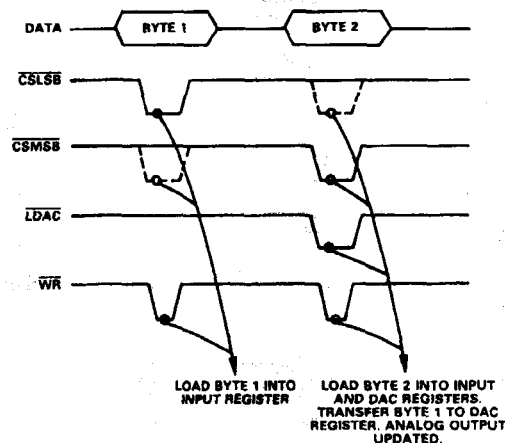 DATA
BYTE 1
BYTE 2
CSLSB
CSMSB
LDAC
WR
LOAD BYTE 1 INTO
INPUT REGISTER
LOAD BYTE 2 INTO INPUT
AND DAC REGISTERS.
TRANSFER BYTE 1 TO DAC
REGISTER. ANALOG OUTPUT
UPDATED.